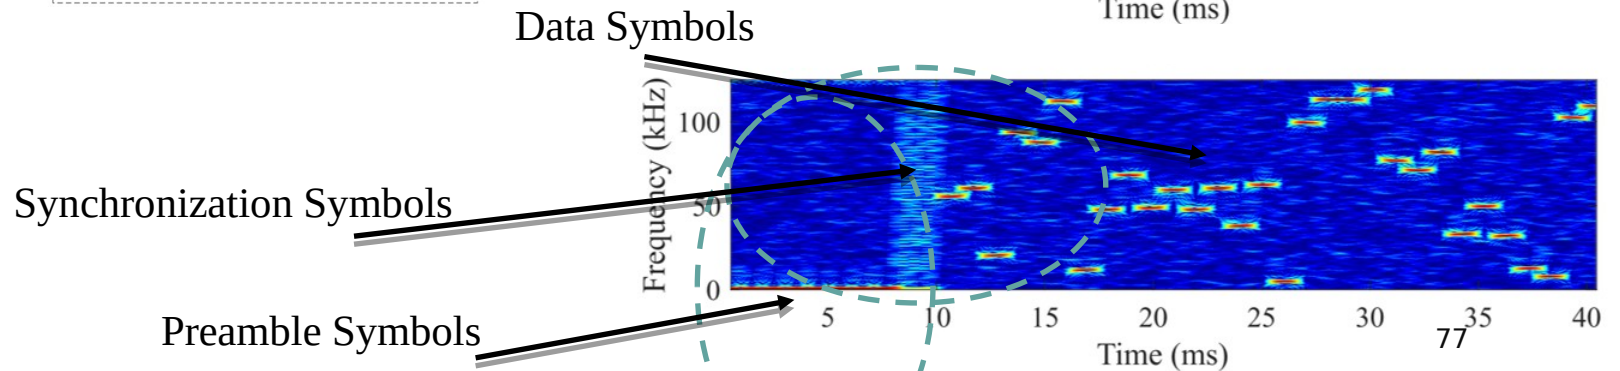 Time (ms)
Data Symbols
Synchronization Symbols
Preamble Symbols
Frequency (kHz)
100
50
0
5 10 15 20 25 30 35 40
Time (ms)
77